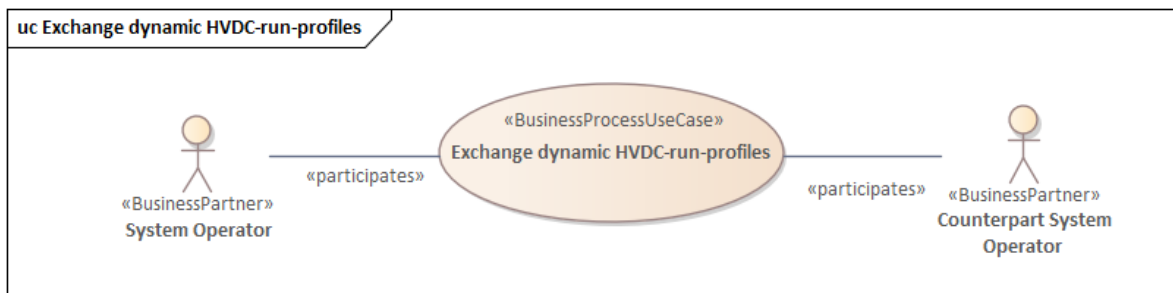 uc Exchange dynamic HVDC-run-profiles
«BusinessProcessUseCase»
Exchange dynamic HVDC-run-profiles
«participates»
«participates»
«BusinessPartner»
System Operator
«BusinessPartner»
Counterpart System
Operator